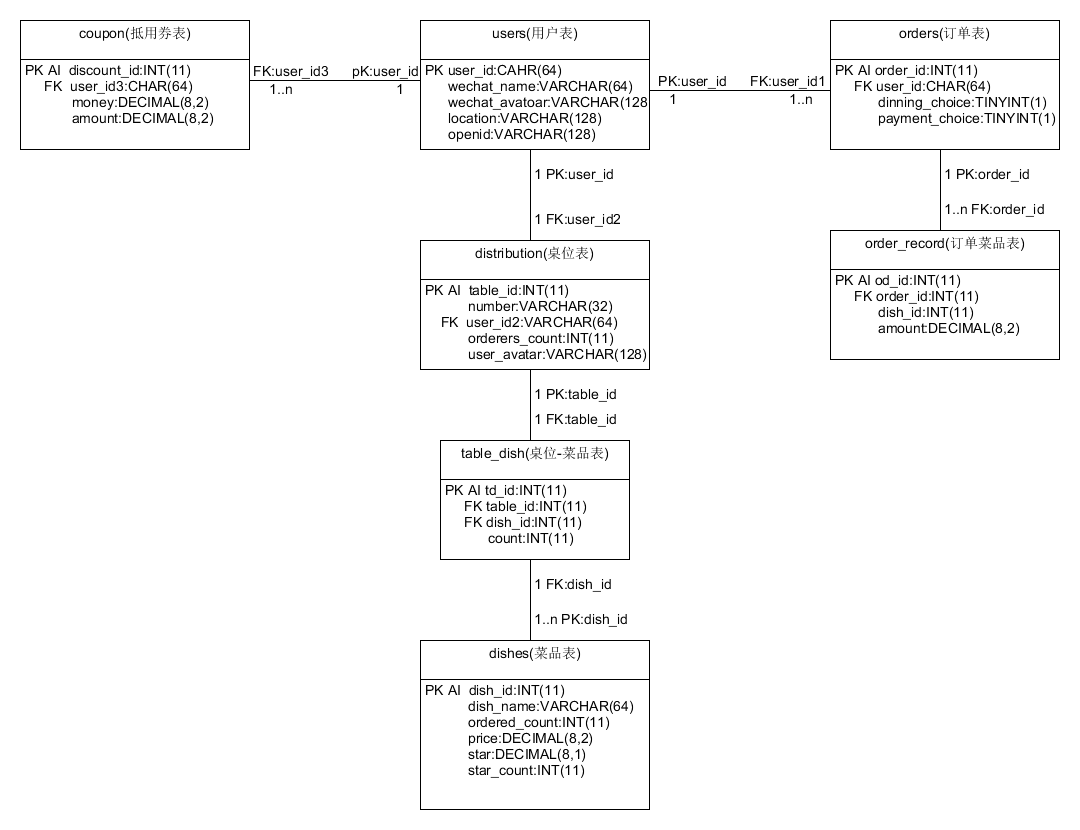 coupon(抵用券表)
PK AI discount_id:INT(11)
FK user_id3:CHAR(64)
money:DECIMAL(8,2)
amount:DECIMAL(8,2)
FK:user_id3
1..n
pK:user_id
1
users(用户表)
PK user_id:CAHR(64)
wechat_name:VARCHAR(64)
wechat_avatoar:VARCHAR(128
location:VARCHAR(128)
openid:VARCHAR(128)
PK:user_id
1
FK:user_id1
1..n
orders(订单表)
PK AI order_id:INT(11)
FK user_id:CHAR(64)
dinning_choice:TINYINT(1)
payment_choice:TINYINT(1)
1 PK:order_id
1..n FK:order_id
order_record(订单菜品表)
PK AI od_id:INT(11)
FK order_id:INT(11)
dish_id:INT(11)
amount:DECIMAL(8,2)
1 PK:user_id
1 FK:user_id2
distribution(桌位表)
PK AI table_id:INT(11)
number:VARCHAR(32)
FK user_id2:VARCHAR(64)
orderers_count:INT(11)
user_avatar:VARCHAR(128)
1 PK:table_id
1 FK:table_id
table_dish(桌位-菜品表)
PK AI td_id:INT(11)
FK table_id:INT(11)
FK dish_id:INT(11)
count:INT(11)
1 FK:dish_id
1..n PK:dish_id
dishes(菜品表)
PK AI dish_id:INT(11)
dish_name:VARCHAR(64)
ordered_count:INT(11)
price:DECIMAL(8,2)
star:DECIMAL(8,1)
star_count:INT(11)